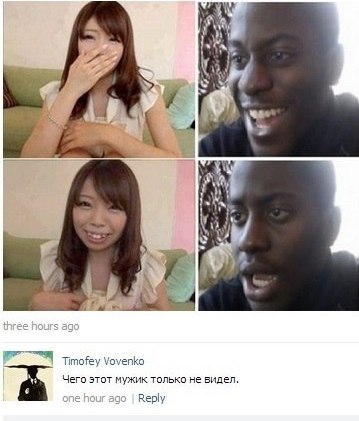 three hours ago
Timofey Vovenko
Чего этот мужик только не видел.
one hour ago | Reply